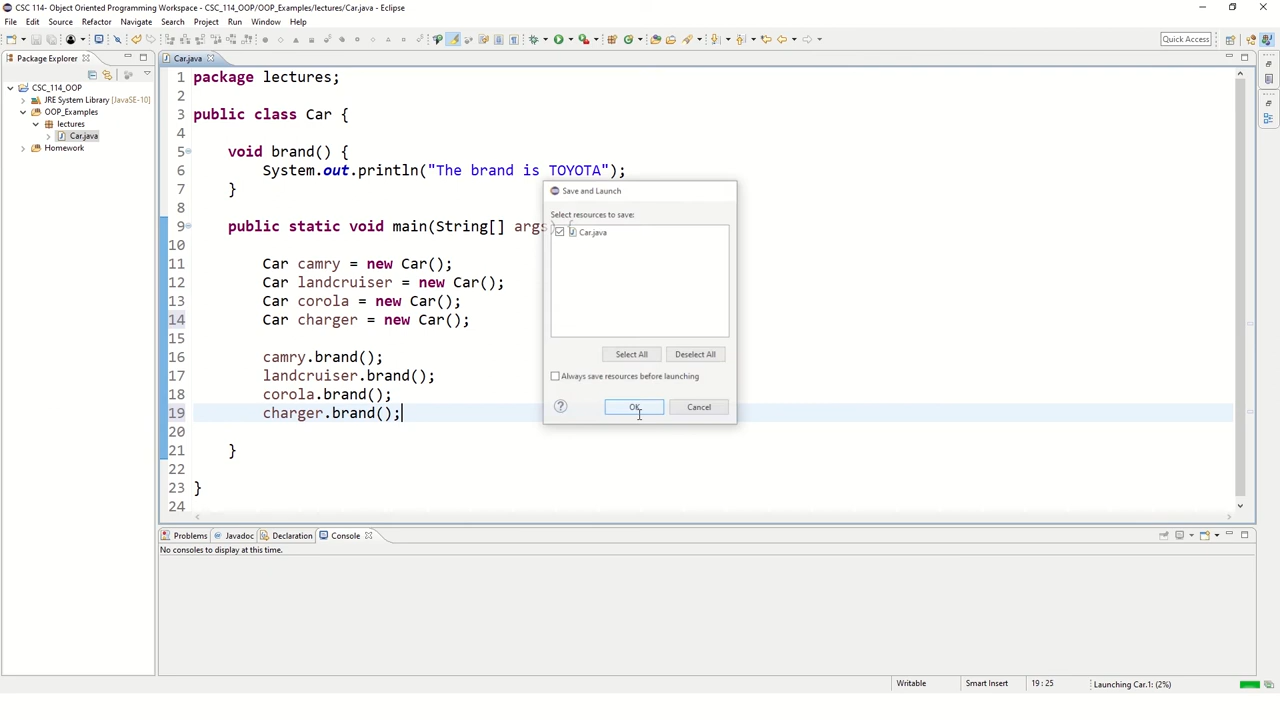 CSC 114- Object Oriented Programming Workspace - CSC_114_OOP/OOP_Examples/lectures/Car.java - Eclipse
File Edit Source Refactor Navigate Search Project Run Window Help
Quick Access
Package Explorer
CSC_114_OOP
JRE System Library [JavaSE-10]
OOP_Examples
lectures
Car.java
Homework
Car.java
1 package lectures;
2
3 public class Car {
4
5 void brand() {
6 System.out.println("The brand is TOYOTA");
7 }
8
9 public static void main(String[] args) {
10
11 Car camry = new Car();
12 Car landcruiser = new Car();
13 Car corola = new Car();
14 Car charger = new Car();
15
16 camry.brand();
17 landcruiser.brand();
18 corola.brand();
19 charger.brand();
20
21 }
22
23 }
24
Save and Launch
Select resources to save:
Car.java
Select All Deselect All
Always save resources before launching
? OK Cancel
Problems Javadoc Declaration Console
No consoles to display at this time.
Writable Smart Insert 19 : 25 Launching Car.1: (2%)